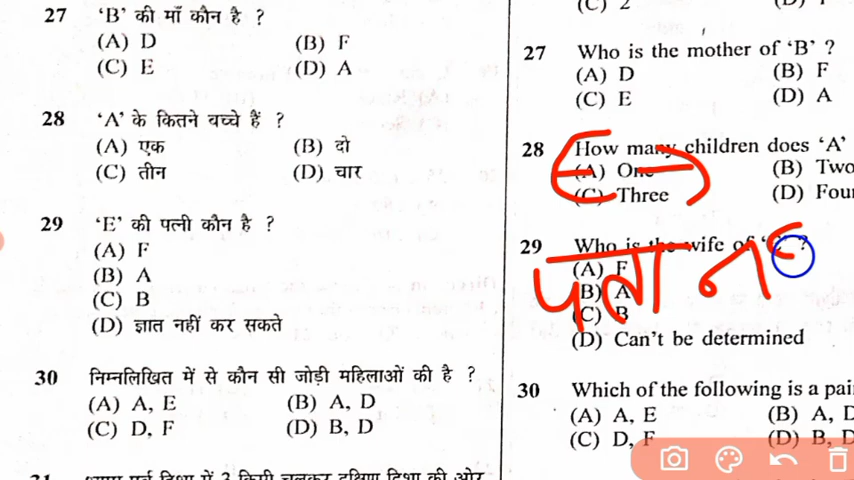 27 'B' की माँ कौन है ?
(A) D (B) F
(C) E (D) A
28 'A' के कितने बच्चे हैं ?
(A) एक (B) दो
(C) तीन (D) चार
29 'E' की पत्नी कौन है ?
(A) F
(B) A
(C) B
(D) ज्ञात नहीं कर सकते
30 निम्नलिखित में से कौन सी जोड़ी महिलाओं की है ?
(A) A, E (B) A, D
(C) D, F (D) B, D
(C) 2
27 Who is the mother of 'B' ?
(A) D (B) F
(C) E (D) A
28 How many children does 'A'
(A) One (B) Two
(C) Three (D) Four
29 Who is the wife of ?
पता
(A) F
(B) A
(C) B
(D) Can't be determined
30 Which of the following is a
(A) A, E (B) A, D
(C) D, F (D) B, D